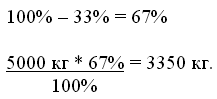 100% – 33% = 67%
5000 кг * 67% = 3350 кг.
100%